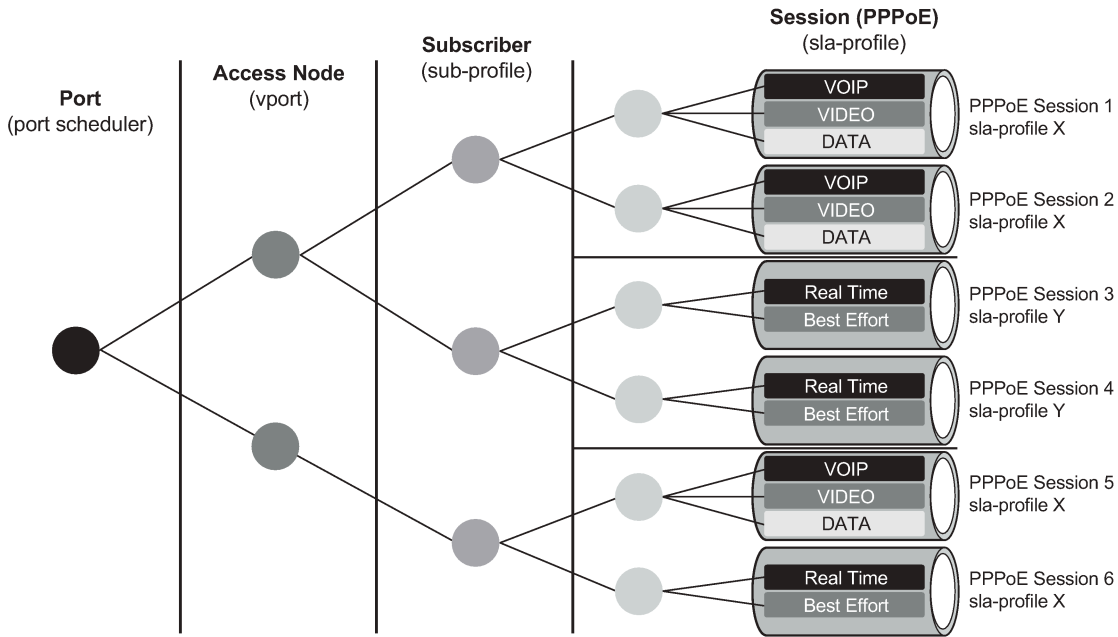 Port
(port scheduler)
Access Node
(vport)
Subscriber
(sub-profile)
Session (PPPoE)
(sla-profile)
VOIP
VIDEO
DATA
PPPoE Session 1
sla-profile X
VOIP
VIDEO
DATA
PPPoE Session 2
sla-profile X
Real Time
Best Effort
PPPoE Session 3
sla-profile Y
Real Time
Best Effort
PPPoE Session 4
sla-profile Y
VOIP
VIDEO
DATA
PPPoE Session 5
sla-profile X
Real Time
Best Effort
PPPoE Session 6
sla-profile X